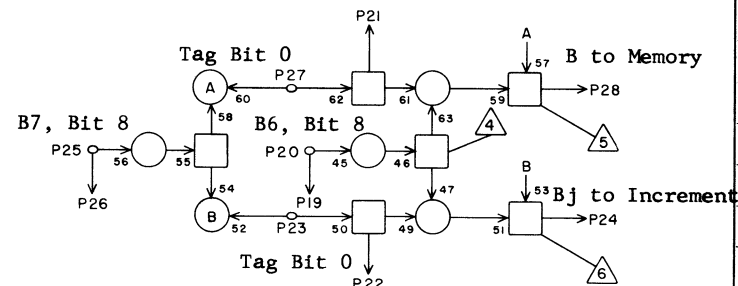 P21
A
Tag Bit 0
57
B to Memory
P27
A
60
62
61
59
P28
58
63
B7, Bit 8
B6, Bit 8
4
5
P25
56
55
P20
45
46
54
47
B
P26
P19
53
Bj to Increment
B
52
P23
50
49
51
P24
Tag Bit 0
6
P22